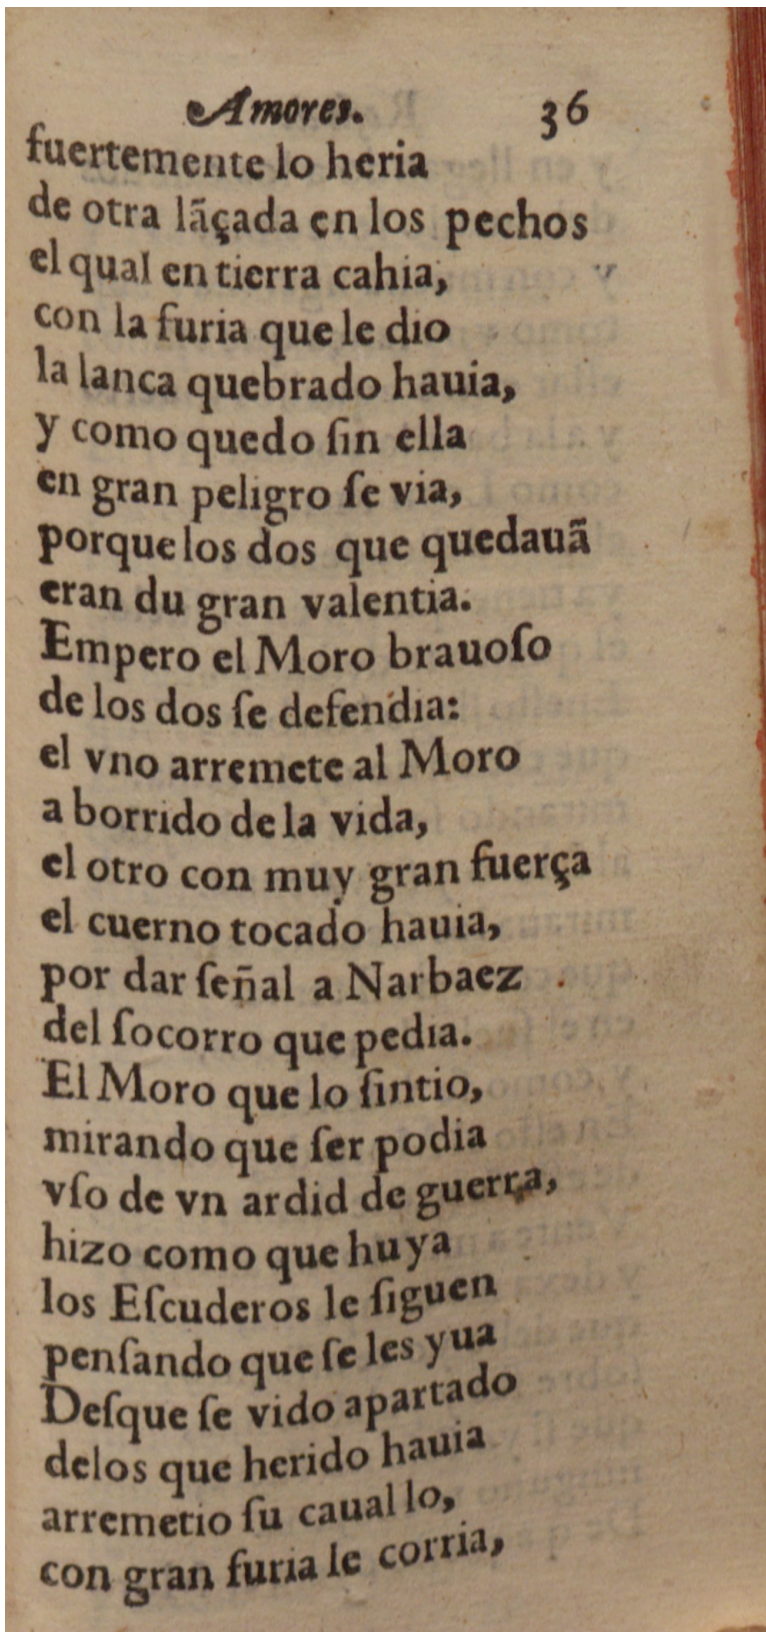 Amores. 36
fuertemente lo heria
de otra lãçada en los pechos
el qual en tierra cahia,
con la furia que le dio
la lanca quebrado hauia,
y como quedo ſin ella
en gran peligro ſe via,
porque los dos que quedauã
eran du gran valentia.
Empero el Moro brauoſo
de los dos ſe defendia:
el vno arremete al Moro
a borrido de la vida,
el otro con muy gran fuerça
el cuerno tocado hauia,
por dar ſeñal a Narbaez
del ſocorro que pedia.
El Moro que lo ſintio,
mirando que ſer podia
vſo de vn ardid de guerra,
hizo como que huya
los Eſcuderos le ſiguen
penſando que ſe les yua
Deſque ſe vido apartado
delos que herido hauia
arremetio ſu cauallo,
con gran furia le corria,